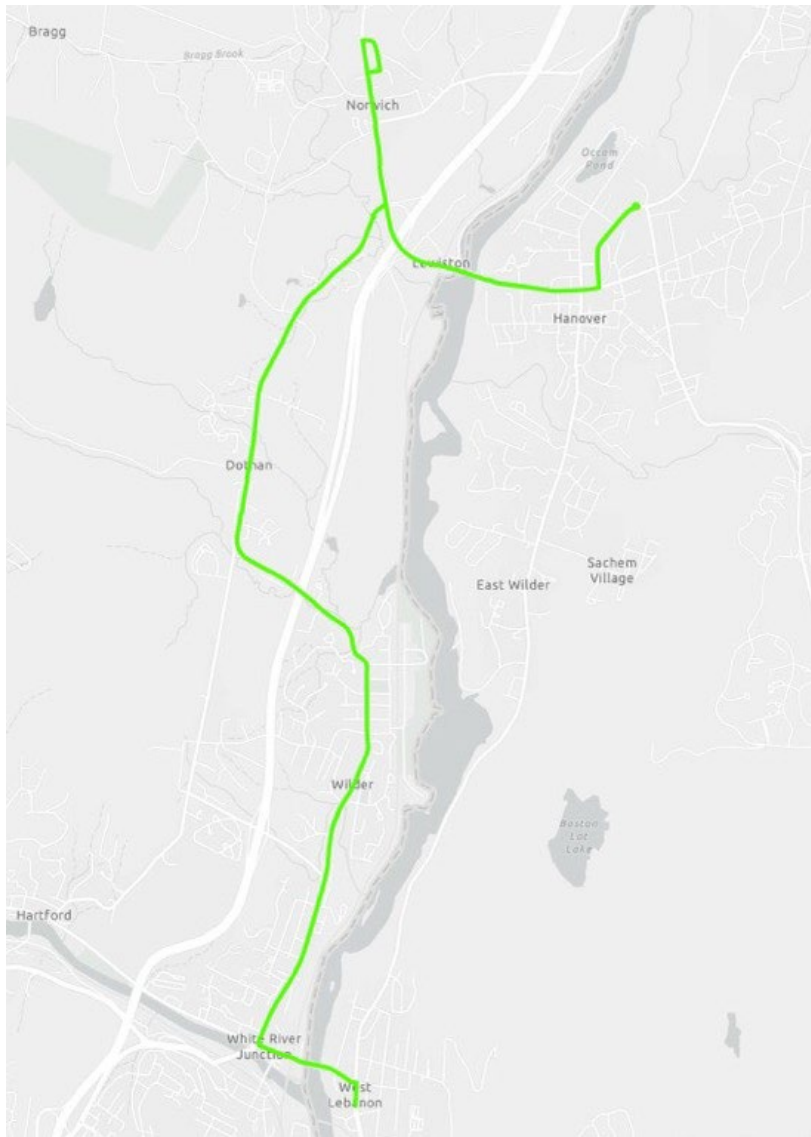 Bragg
Bragg Brook
Norwich
Occom
Pond
Lewiston
Hanover
Dothan
Sachem
Village
East Wilder
Wilder
Boston
Lot
Lake
Hartford
White River
Junction
West
Lebanon